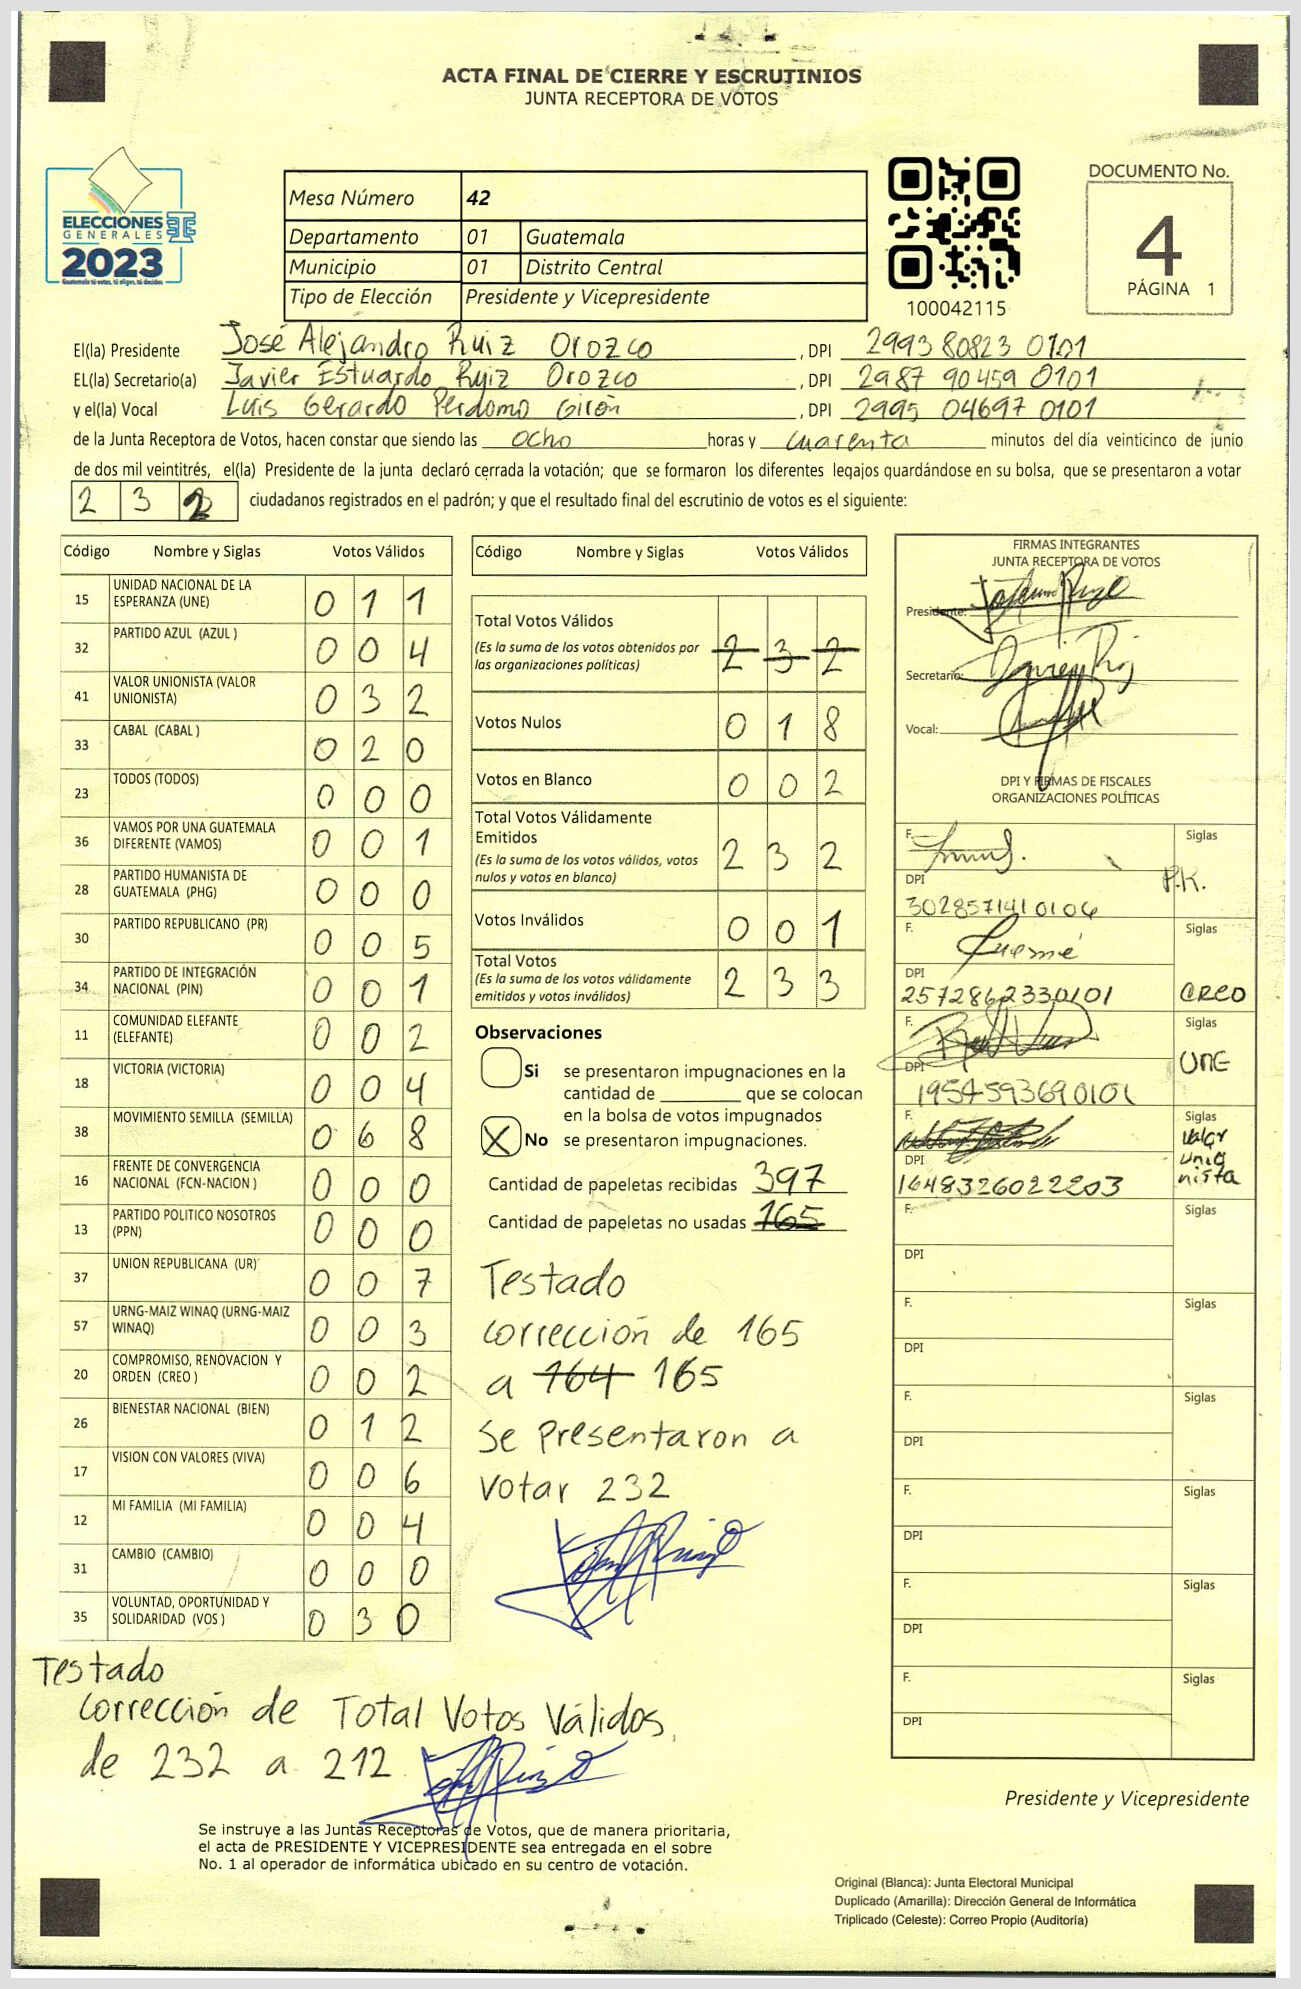 ACTA FINAL DE CIERRE Y ESCRUTINIOS
JUNTA RECEPTORA DE VOTOS
ELECCIONES
GENERALES
2023
Guatemala tú votas, tú eliges, tú decides
Mesa Número 42
Departamento 01 Guatemala
Municipio 01 Distrito Central
Tipo de Elección Presidente y Vicepresidente
100042115
DOCUMENTO No.
4
PÁGINA 1
El(la) Presidente José Alejandro Ruiz Orozco , DPI 2993 80823 0101
EL(la) Secretario(a) Javier Estuardo Ruiz Orozco , DPI 2987 90459 0101
y el(la) Vocal Luis Gerardo Perdomo Girón , DPI 2995 04697 0101
de la Junta Receptora de Votos, hacen constar que siendo las ocho horas y cuarenta minutos del día veinticinco de junio
de dos mil veintitrés, el(la) Presidente de la junta declaró cerrada la votación; que se formaron los diferentes legajos guardándose en su bolsa, que se presentaron a votar
2 3 2 ciudadanos registrados en el padrón; y que el resultado final del escrutinio de votos es el siguiente:
Código Nombre y Siglas Votos Válidos
15 UNIDAD NACIONAL DE LA ESPERANZA (UNE) 0 1 1
32 PARTIDO AZUL (AZUL ) 0 0 4
41 VALOR UNIONISTA (VALOR UNIONISTA) 0 3 2
33 CABAL (CABAL ) 0 2 0
23 TODOS (TODOS) 0 0 0
36 VAMOS POR UNA GUATEMALA DIFERENTE (VAMOS) 0 0 1
28 PARTIDO HUMANISTA DE GUATEMALA (PHG) 0 0 0
30 PARTIDO REPUBLICANO (PR) 0 0 5
34 PARTIDO DE INTEGRACIÓN NACIONAL (PIN) 0 0 1
11 COMUNIDAD ELEFANTE (ELEFANTE) 0 0 2
18 VICTORIA (VICTORIA) 0 0 4
38 MOVIMIENTO SEMILLA (SEMILLA) 0 6 8
16 FRENTE DE CONVERGENCIA NACIONAL (FCN-NACION ) 0 0 0
13 PARTIDO POLITICO NOSOTROS (PPN) 0 0 0
37 UNION REPUBLICANA (UR) 0 0 7
57 URNG-MAIZ WINAQ (URNG-MAIZ WINAQ) 0 0 3
20 COMPROMISO, RENOVACION Y ORDEN (CREO ) 0 0 2
26 BIENESTAR NACIONAL (BIEN) 0 1 2
17 VISION CON VALORES (VIVA) 0 0 6
12 MI FAMILIA (MI FAMILIA) 0 0 4
31 CAMBIO (CAMBIO) 0 0 0
35 VOLUNTAD, OPORTUNIDAD Y SOLIDARIDAD (VOS ) 0 3 0
Código Nombre y Siglas Votos Válidos
Total Votos Válidos
(Es la suma de los votos obtenidos por
las organizaciones políticas) 2 3 2
Votos Nulos 0 1 8
Votos en Blanco 0 0 2
Total Votos Válidamente
Emitidos
(Es la suma de los votos válidos, votos
nulos y votos en blanco) 2 3 2
Votos Inválidos 0 0 1
Total Votos
(Es la suma de los votos válidamente
emitidos y votos inválidos) 2 3 3
Observaciones
Si se presentaron impugnaciones en la
cantidad de ________ que se colocan
en la bolsa de votos impugnados
X No se presentaron impugnaciones.
Cantidad de papeletas recibidas 397
Cantidad de papeletas no usadas 165
Testado
corrección de 165
a 164 165
Se presentaron a
votar 232
FIRMAS INTEGRANTES
JUNTA RECEPTORA DE VOTOS
Presidente:
Secretario:
Vocal:
DPI Y FIRMAS DE FISCALES
ORGANIZACIONES POLÍTICAS
F. Siglas
DPI P.K.
3028571410104
F. Siglas
DPI
2572862330101 CREO
F. Siglas
DPI UNE
1954593690101
F. Siglas
Valor
DPI Unio
1648326022203 nista
F. Siglas
DPI
F. Siglas
DPI
F. Siglas
DPI
F. Siglas
DPI
F. Siglas
DPI
F. Siglas
DPI
Testado
Corrección de Total Votos Válidos,
de 232 a 212
Presidente y Vicepresidente
Se instruye a las Juntas Receptoras de Votos, que de manera prioritaria,
el acta de PRESIDENTE Y VICEPRESIDENTE sea entregada en el sobre
No. 1 al operador de informática ubicado en su centro de votación.
Original (Blanca): Junta Electoral Municipal
Duplicado (Amarilla): Dirección General de Informática
Triplicado (Celeste): Correo Propio (Auditoría)